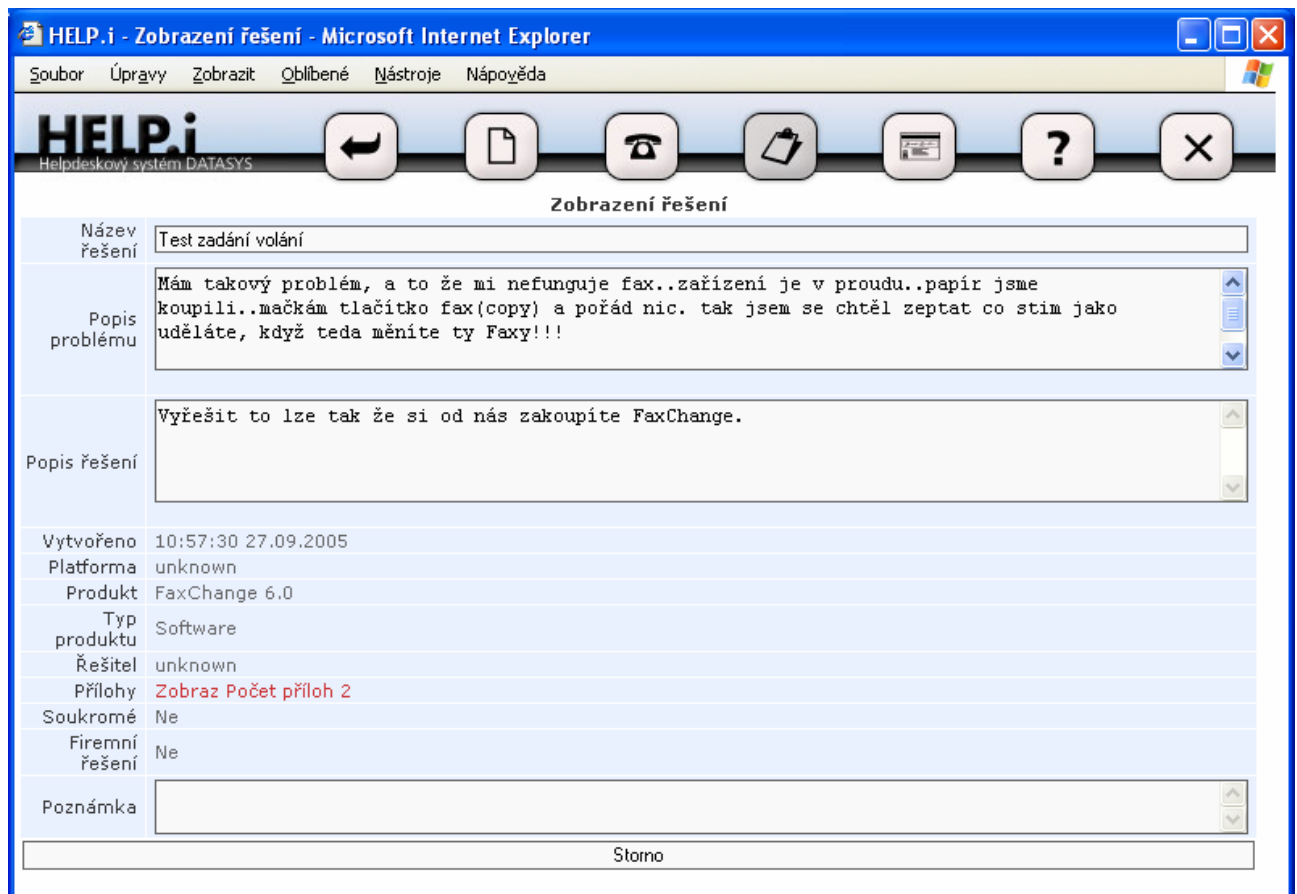 HELP.i - Zobrazení řešení - Microsoft Internet Explorer
Soubor Úpravy Zobrazit Oblíbené Nástroje Nápověda
HELP.i
Helpdeskový systém DATASYS
?
Zobrazení řešení
Název řešení
Test zadání volání
Popis problému
Mám takový problém, a to že mi nefunguje fax..zařízení je v proudu..papír jsme
koupili..mačkám tlačítko fax(copy) a pořád nic. tak jsem se chtěl zeptat co stim jako
uděláte, když teda měníte ty Faxy!!!
Popis řešení
Vyřešit to lze tak že si od nás zakoupíte FaxChange.
Vytvořeno 10:57:30 27.09.2005
Platforma unknown
Produkt FaxChange 6.0
Typ produktu Software
Řešitel unknown
Přílohy Zobraz Počet příloh 2
Soukromé Ne
Firemní řešení Ne
Poznámka
Storno